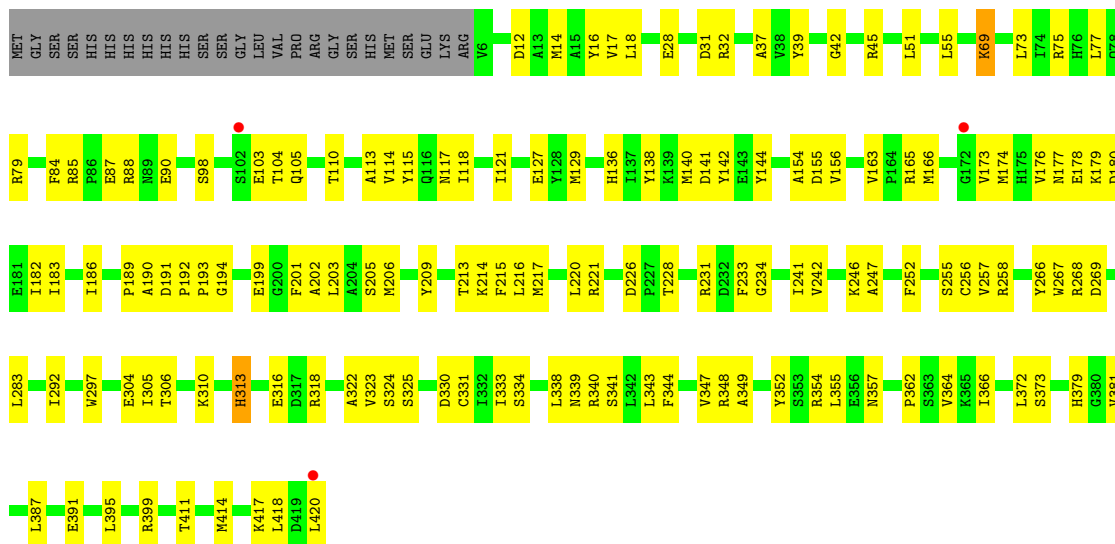 MET GLY SER SER HIS HIS HIS HIS HIS HIS SER SER GLY LEU VAL PRO ARG GLY SER HIS MET SER GLU LYS ARG V6 D12 A13 M14 A15 Y16 V17 L18 E28 D31 R32 A37 V38 Y39 G42 R45 L51 L55 K69 L73 I74 R75 H76 L77 Q78
R79 F84 R85 P86 E87 R88 N89 E90 S98 S102 E103 T104 Q105 T110 A113 V114 Y115 Q116 N117 I118 I121 E127 Y128 M129 H136 I137 Y138 K139 M140 D141 Y142 E143 Y144 A154 D155 V156 V163 P164 R165 M166 G172 V173 M174 H175 V176 N177 E178 K179 D180
E181 I182 I183 I186 P189 A190 D191 P192 P193 G194 E199 G200 F201 A202 L203 A204 S205 M206 Y209 T213 K214 F215 L216 M217 L220 R221 D226 P227 T228 R231 D232 F233 G234 I241 V242 K246 A247 F252 S255 C256 V257 R258 Y266 W267 R268 D269
L283 I292 W297 E304 I305 T306 K310 H313 E316 D317 R318 A322 V323 S324 S325 D330 G331 I332 I333 S334 L338 N339 R340 S341 L342 L343 F344 V347 R348 A349 Y352 S353 R354 L355 E356 N357 P362 S363 V364 K365 I366 L372 S373 H379 G380 V381
L387 E391 L395 R399 T411 M414 K417 L418 D419 L420